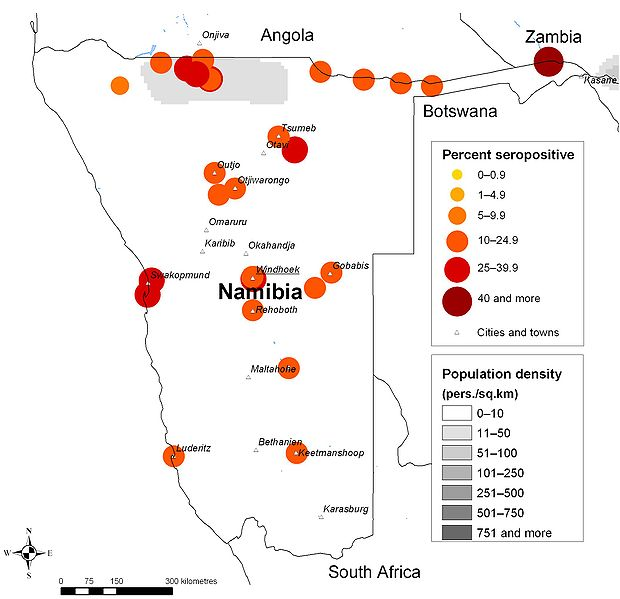 Onjiva
Angola
Zambia
Kasane
Botswana
Tsumeb
Otavi
Outjo
Otjiwarongo
Omaruru
Karibib
Okahandja
Swakopmund
Windhoek
Gobabis
Namibia
Rehoboth
Maltahohe
Luderitz
Bethanien
Keetmanshoop
Karasburg
South Africa
Percent seropositive
0–0.9
1–4.9
5–9.9
10–24.9
25–39.9
40 and more
Cities and towns
Population density
(pers./sq.km)
0–10
11–50
51–100
101–250
251–500
501–750
751 and more
N
W E
S
0 75 150 300 kilometres